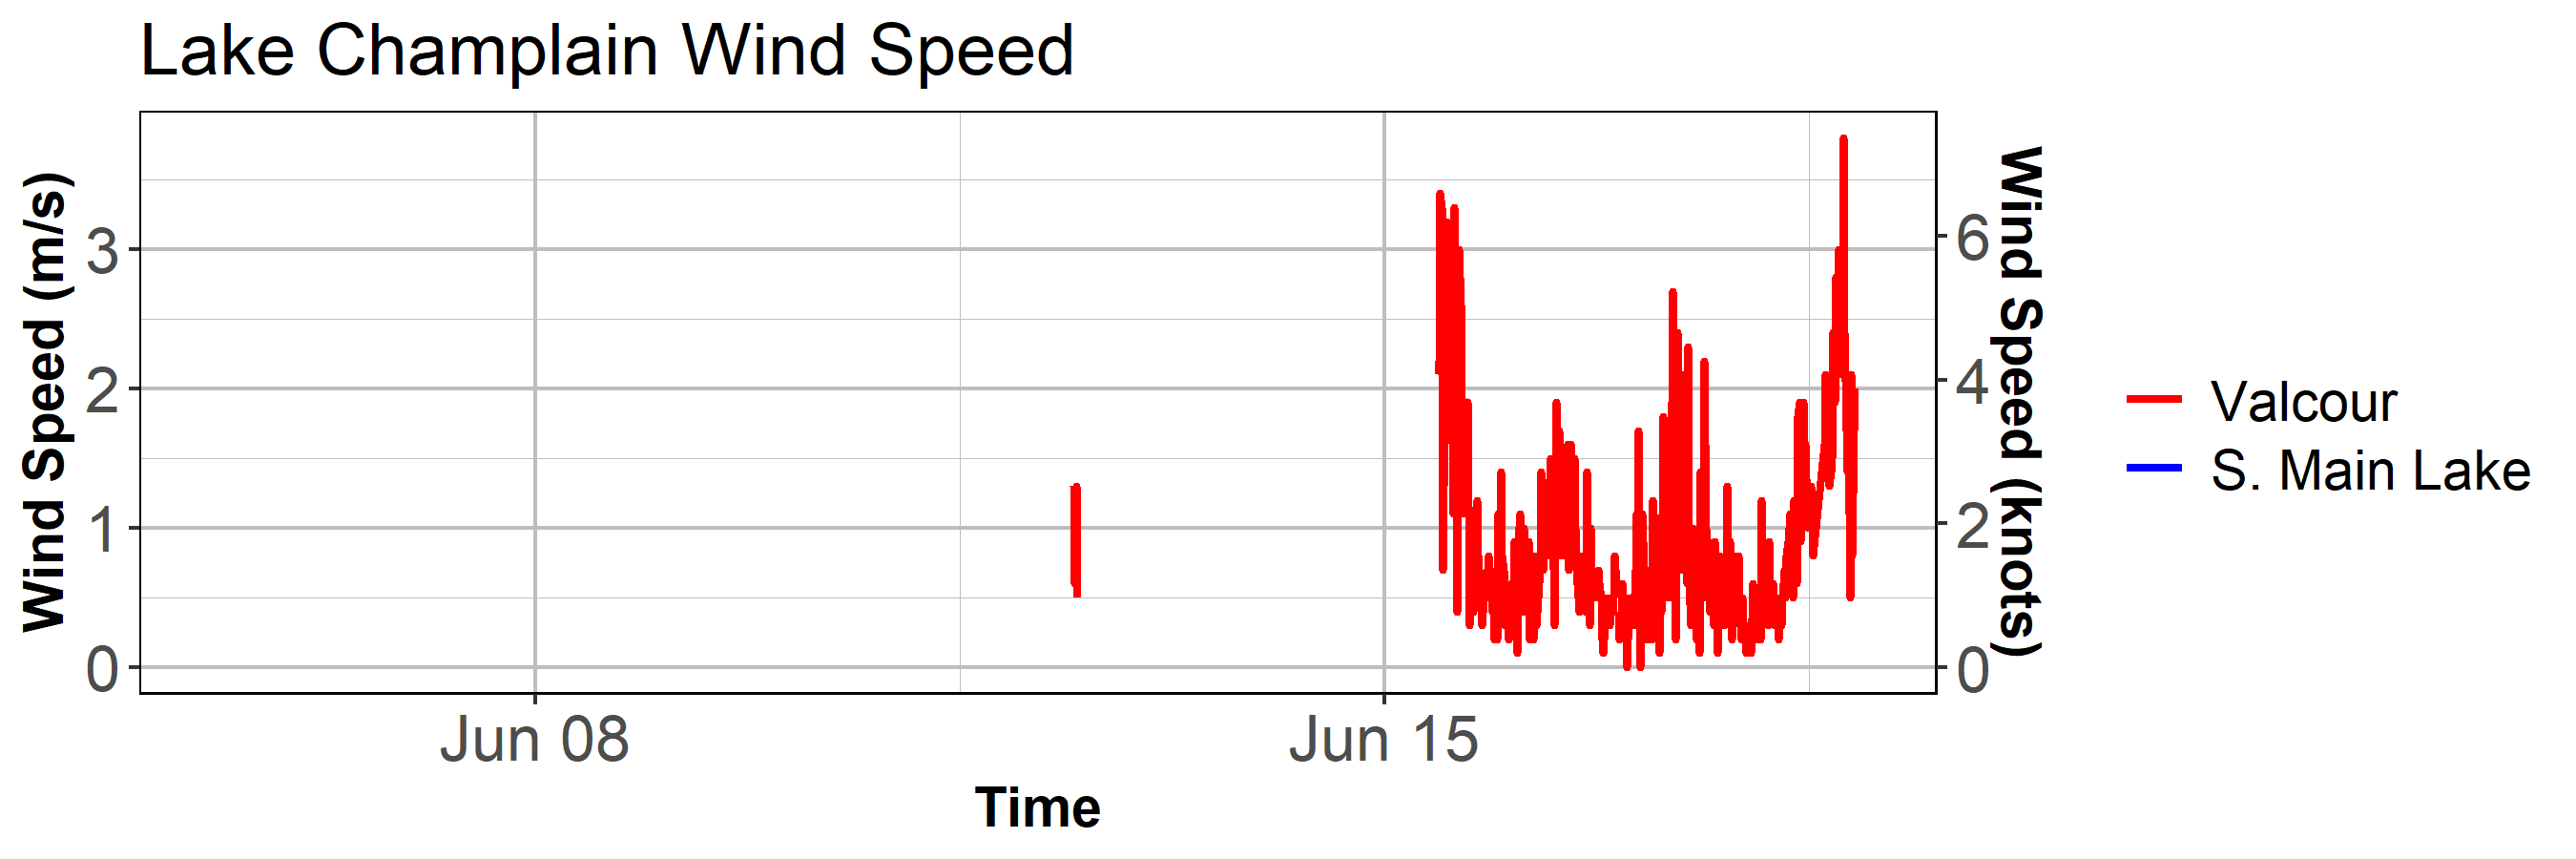 Lake Champlain Wind Speed
Wind Speed (m/s)
3
2
1
0
6
4
2
0
Wind Speed (knots)
Jun 08
Jun 15
Time
Valcour
S. Main Lake